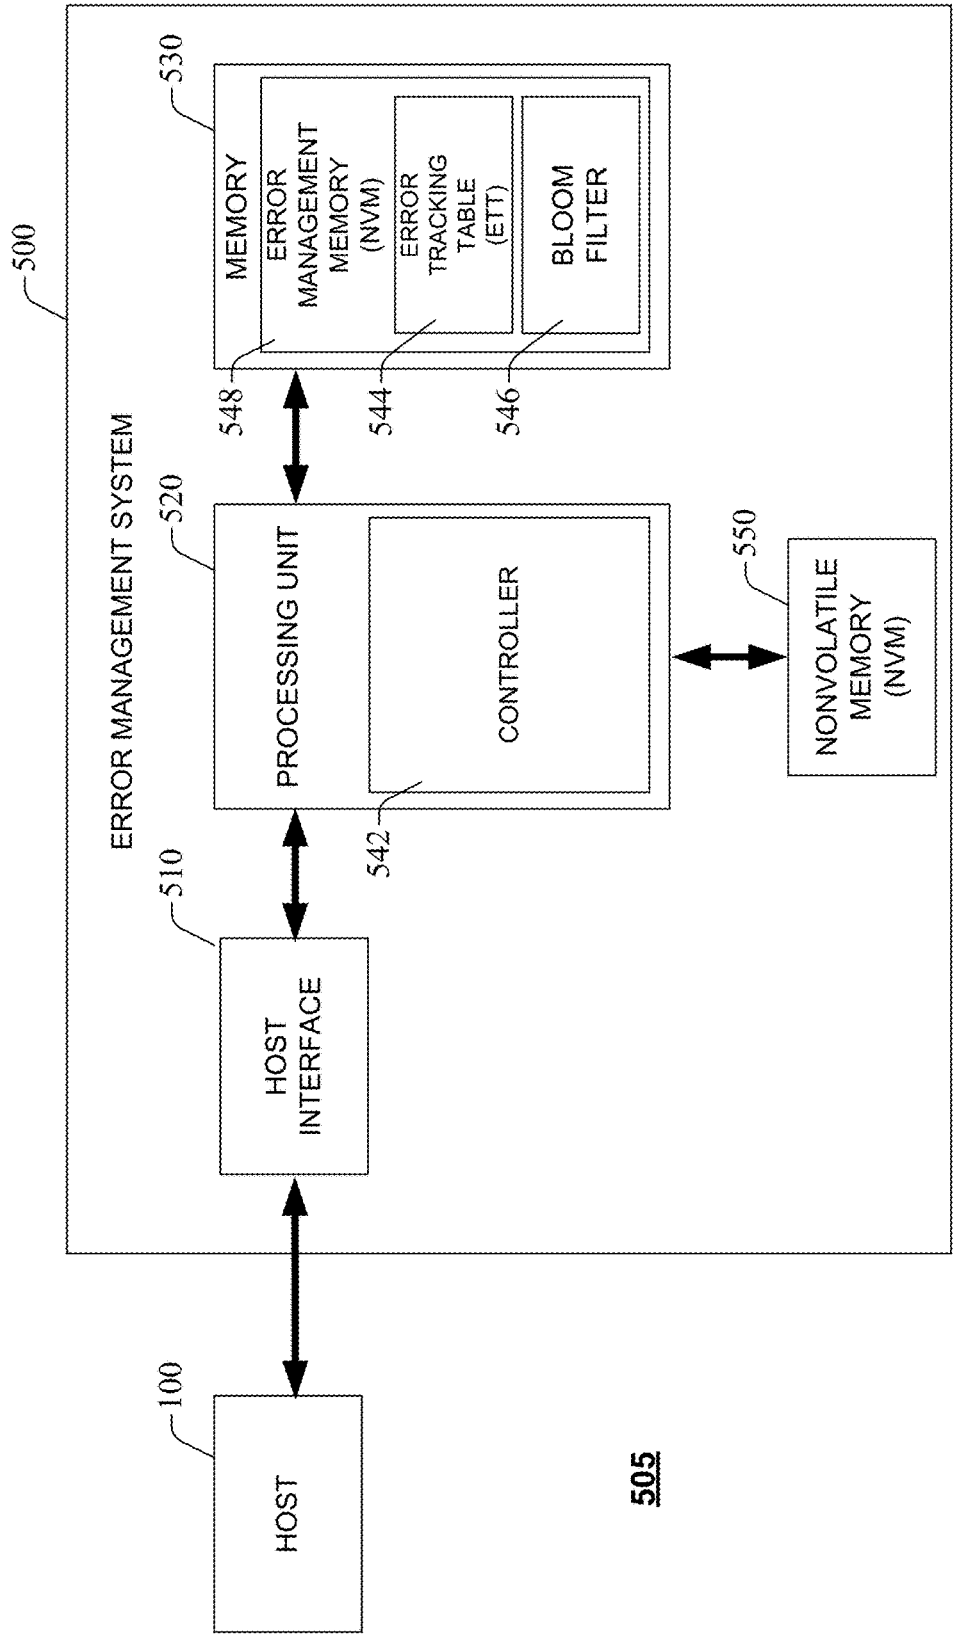 500
ERROR MANAGEMENT SYSTEM
100
HOST
510
HOST
INTERFACE
520
PROCESSING UNIT
542
CONTROLLER
530
MEMORY
548
ERROR
MANAGEMENT
MEMORY
(NVM)
544
ERROR
TRACKING
TABLE
(ETT)
546
BLOOM
FILTER
550
NONVOLATILE
MEMORY
(NVM)
505